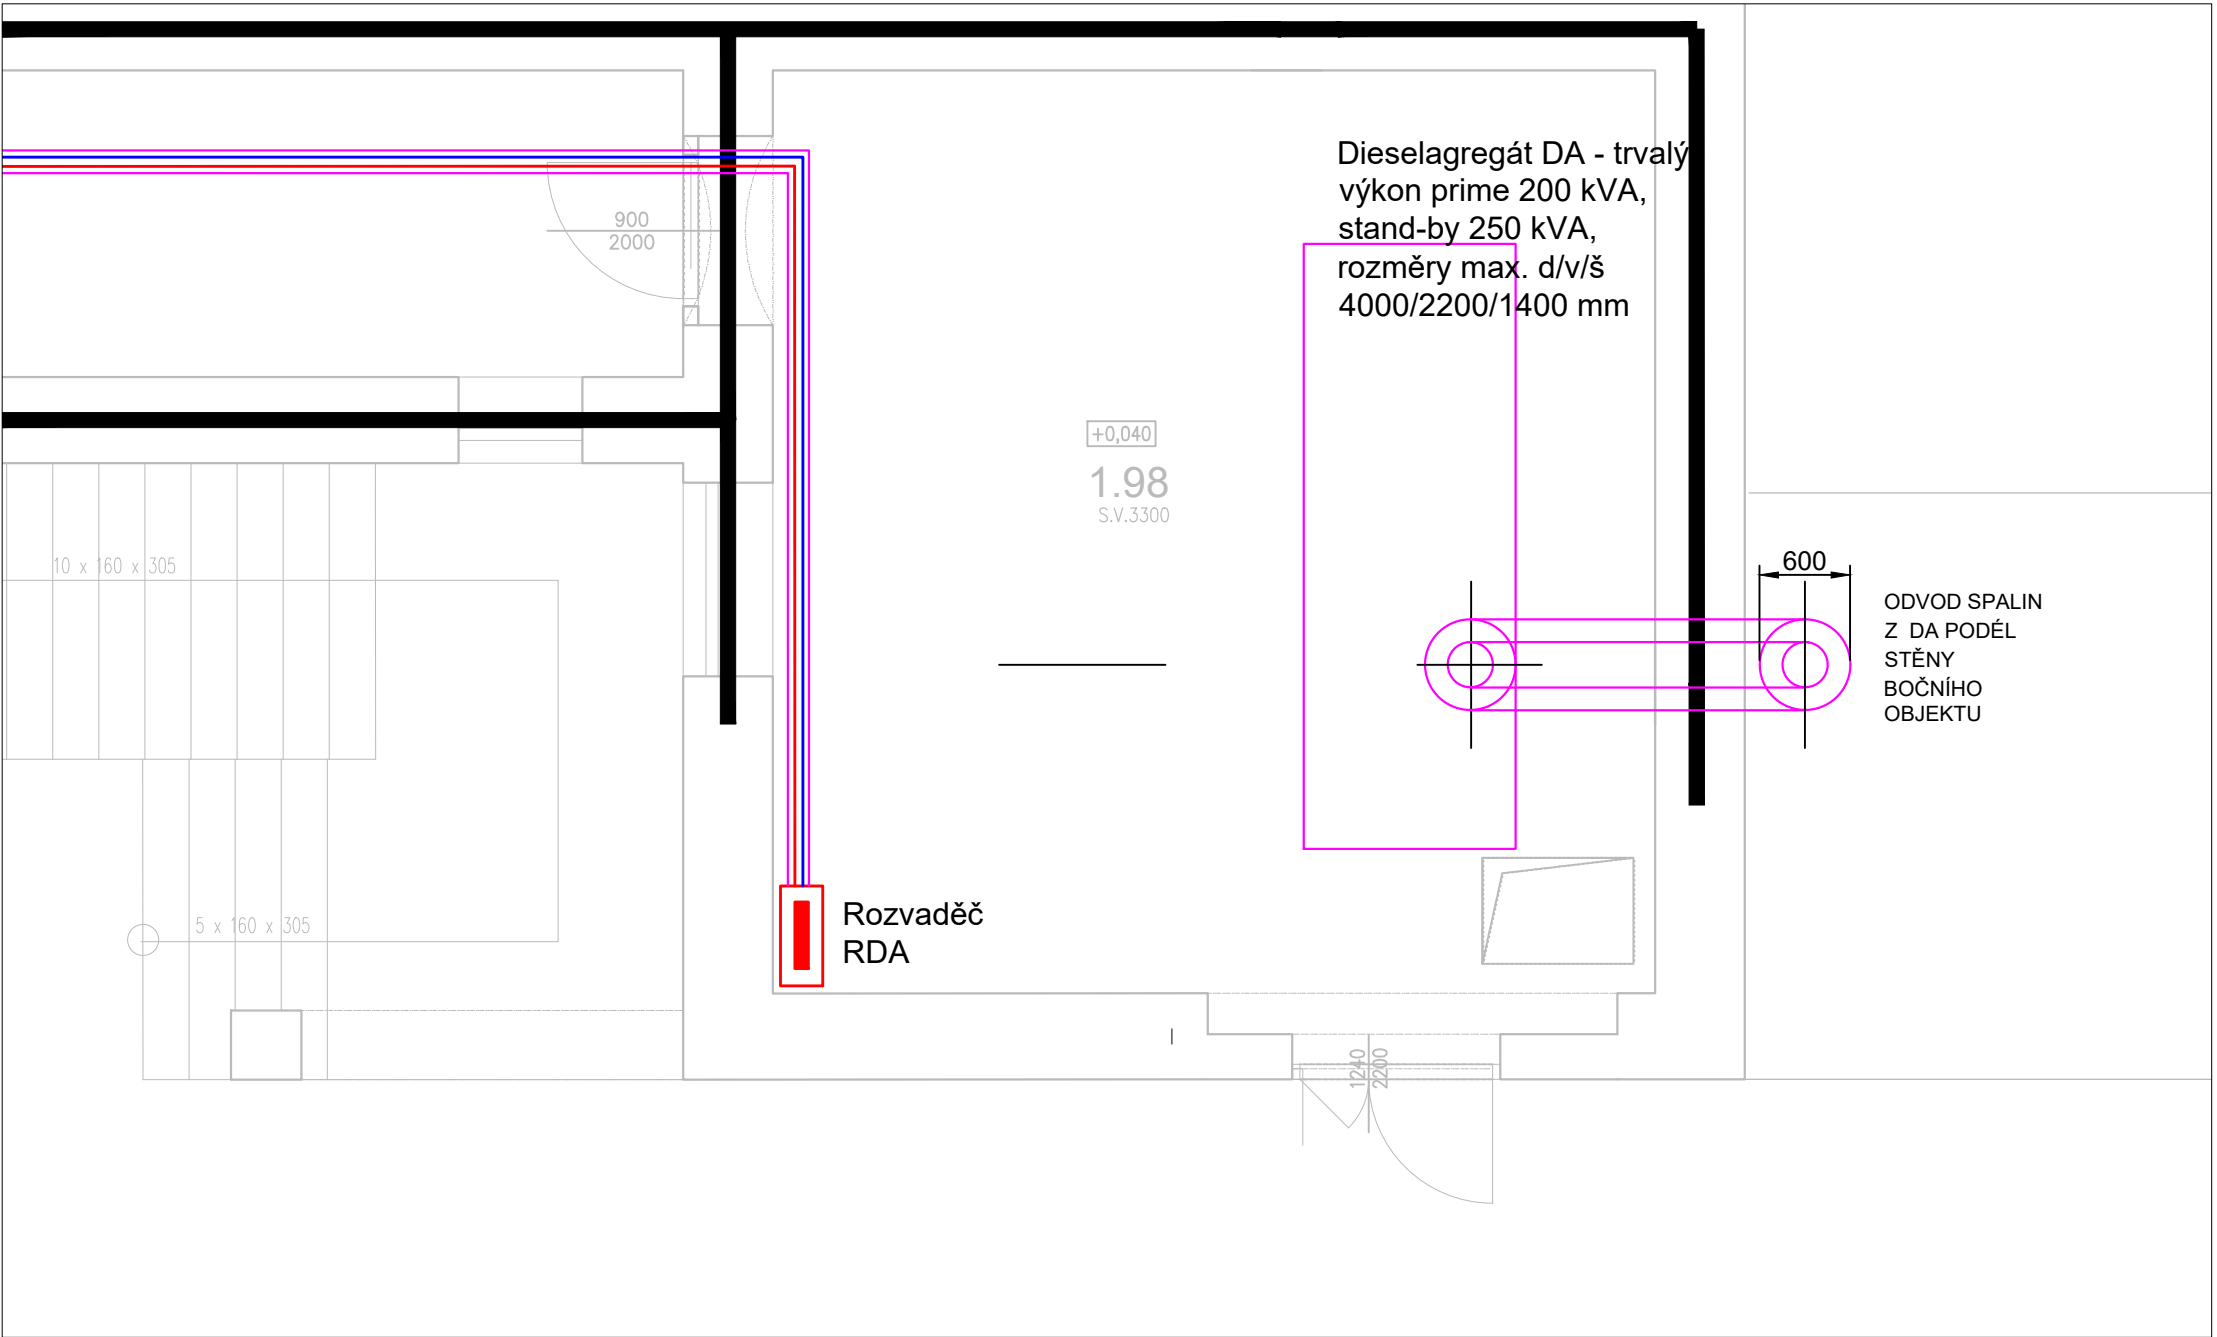 Dieselagregát DA - trvalý
výkon prime 200 kVA,
stand-by 250 kVA,
rozměry max. d/v/š
4000/2200/1400 mm
900
2000
+0,040
1.98
S.V.3300
10 x 160 x 305
600
ODVOD SPALIN
Z DA PODÉL
STĚNY
BOČNÍHO
OBJEKTU
5 x 160 x 305
Rozvaděč
RDA
1240
2200